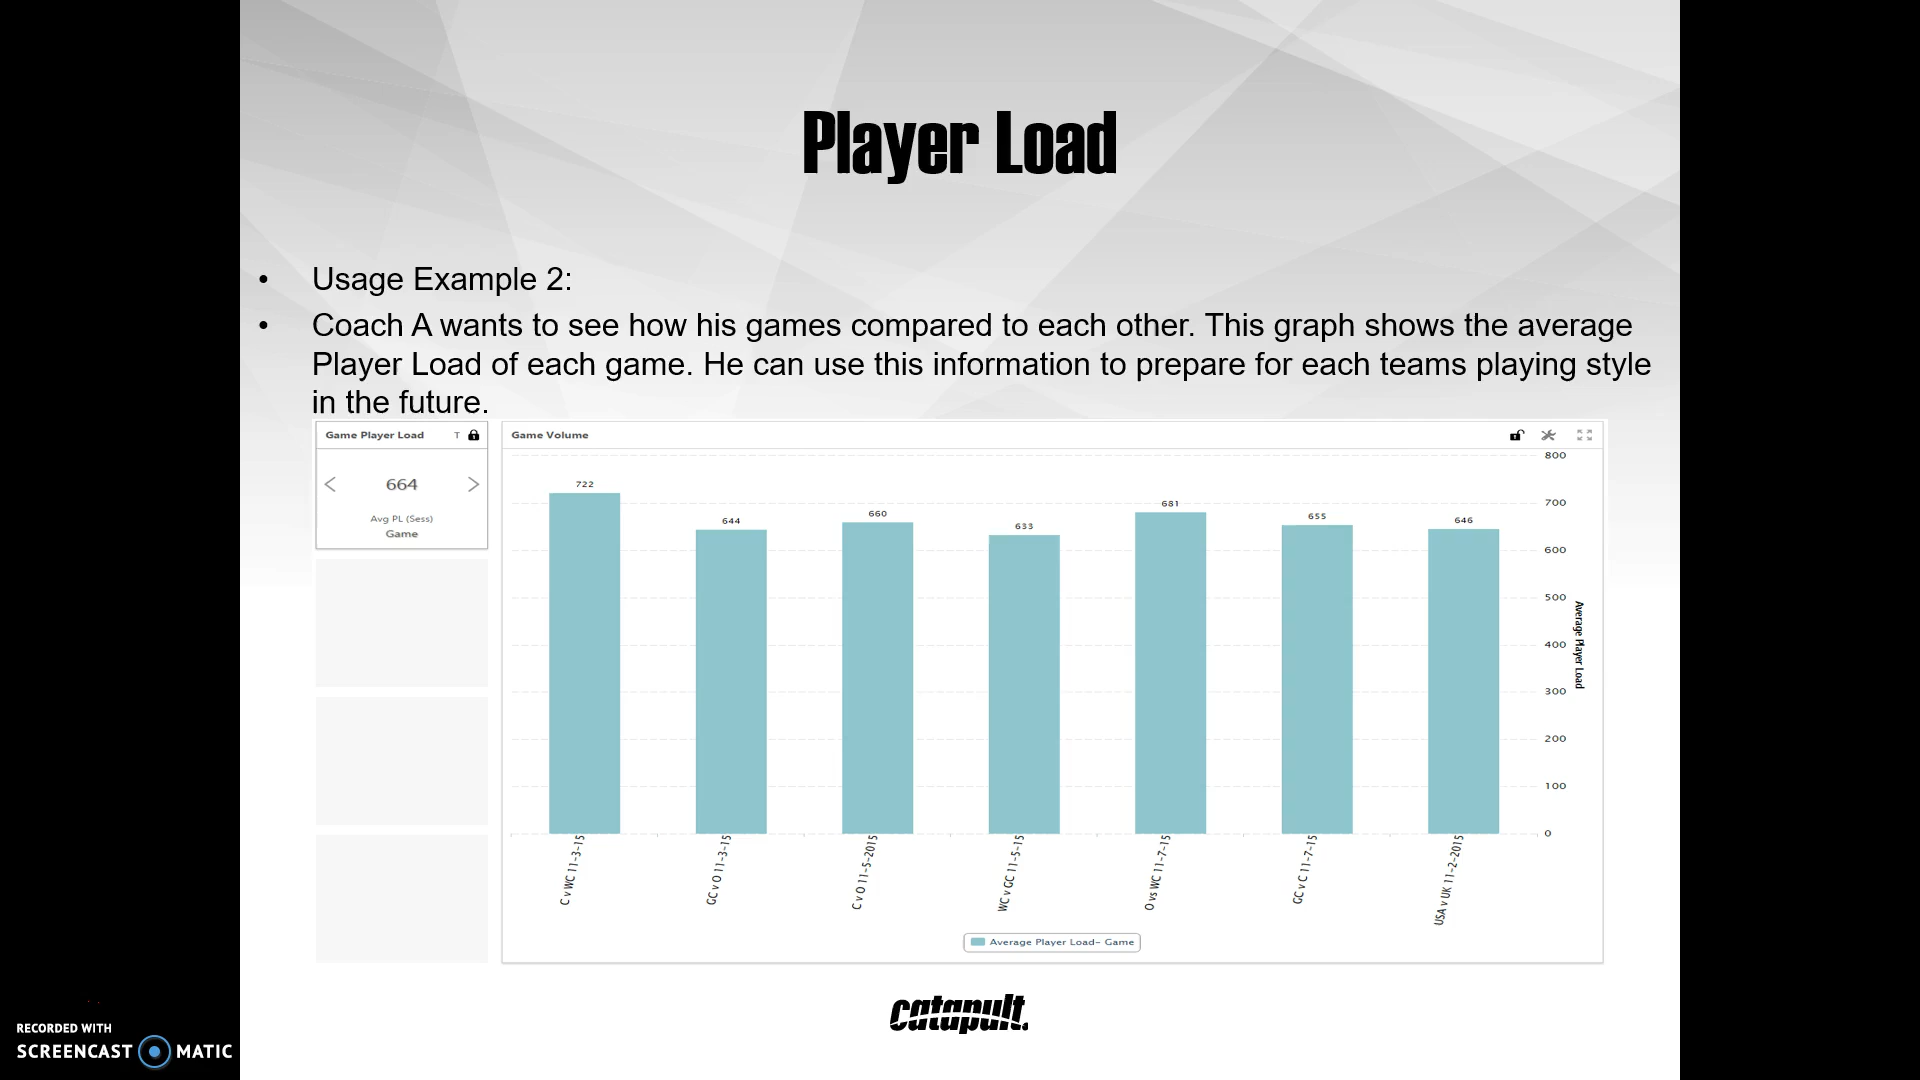 Player Load
• Usage Example 2:
• Coach A wants to see how his games compared to each other. This graph shows the average
Player Load of each game. He can use this information to prepare for each teams playing style
in the future.
Game Player Load T
664
Avg PL (Sess)
Game
Game Volume
800
700
600
500
400
300
200
100
0
Average Player Load
722
644
660
633
681
655
646
C v WC 11-3-15
GC v O 11-3-15
C v O 11-5-2015
WC v GC 11-5-15
O vs WC 11-7-15
GC v C 11-7-15
USA v UK 11-2-2015
Average Player Load- Game
catapult.
RECORDED WITH
SCREENCAST MATIC